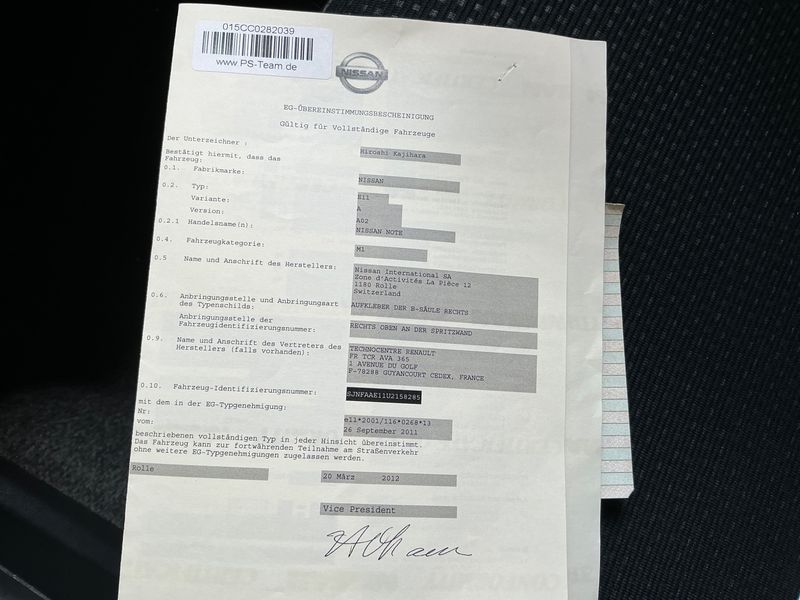 015CC0282039
www.PS-Team.de
NISSAN
EG-ÜBEREINSTIMMUNGSBESCHEINIGUNG
Gültig für Vollständige Fahrzeuge
Der Unterzeichner : Hiroshi Kajihara
Bestätigt hiermit, dass das
Fahrzeug:
0.1. Fabrikmarke: NISSAN
0.2. Typ: E11
Variante: A
Version: A02
0.2.1 Handelsname(n): NISSAN NOTE
0.4. Fahrzeugkategorie: M1
0.5 Name und Anschrift des Herstellers: Nissan International SA
Zone d'Activités La Pièce 12
1180 Rolle
Switzerland
0.6. Anbringungsstelle und Anbringungsart
des Typenschilds: AUFKLEBER DER B-SÄULE RECHTS
Anbringungsstelle der
Fahrzeugidentifizierungsnummer: RECHTS OBEN AN DER SPRITZWAND
0.9. Name und Anschrift des Vertreters des
Herstellers (falls vorhanden): TECHNOCENTRE RENAULT
FR TCR AVA 365
1 AVENUE DU GOLF
F-78288 GUYANCOURT CEDEX, FRANCE
0.10. Fahrzeug-Identifizierungsnummer: SJNFAAE11U2158285
mit dem in der EG-Typgenehmigung:
Nr: e11*2001/116*0268*13
vom: 26 September 2011
beschriebenen vollständigen Typ in jeder Hinsicht übereinstimmt.
Das Fahrzeug kann zur fortwährenden Teilnahme am Straßenverkehr
ohne weitere EG-Typgenehmigungen zugelassen werden.
Rolle 20 März 2012
Vice President